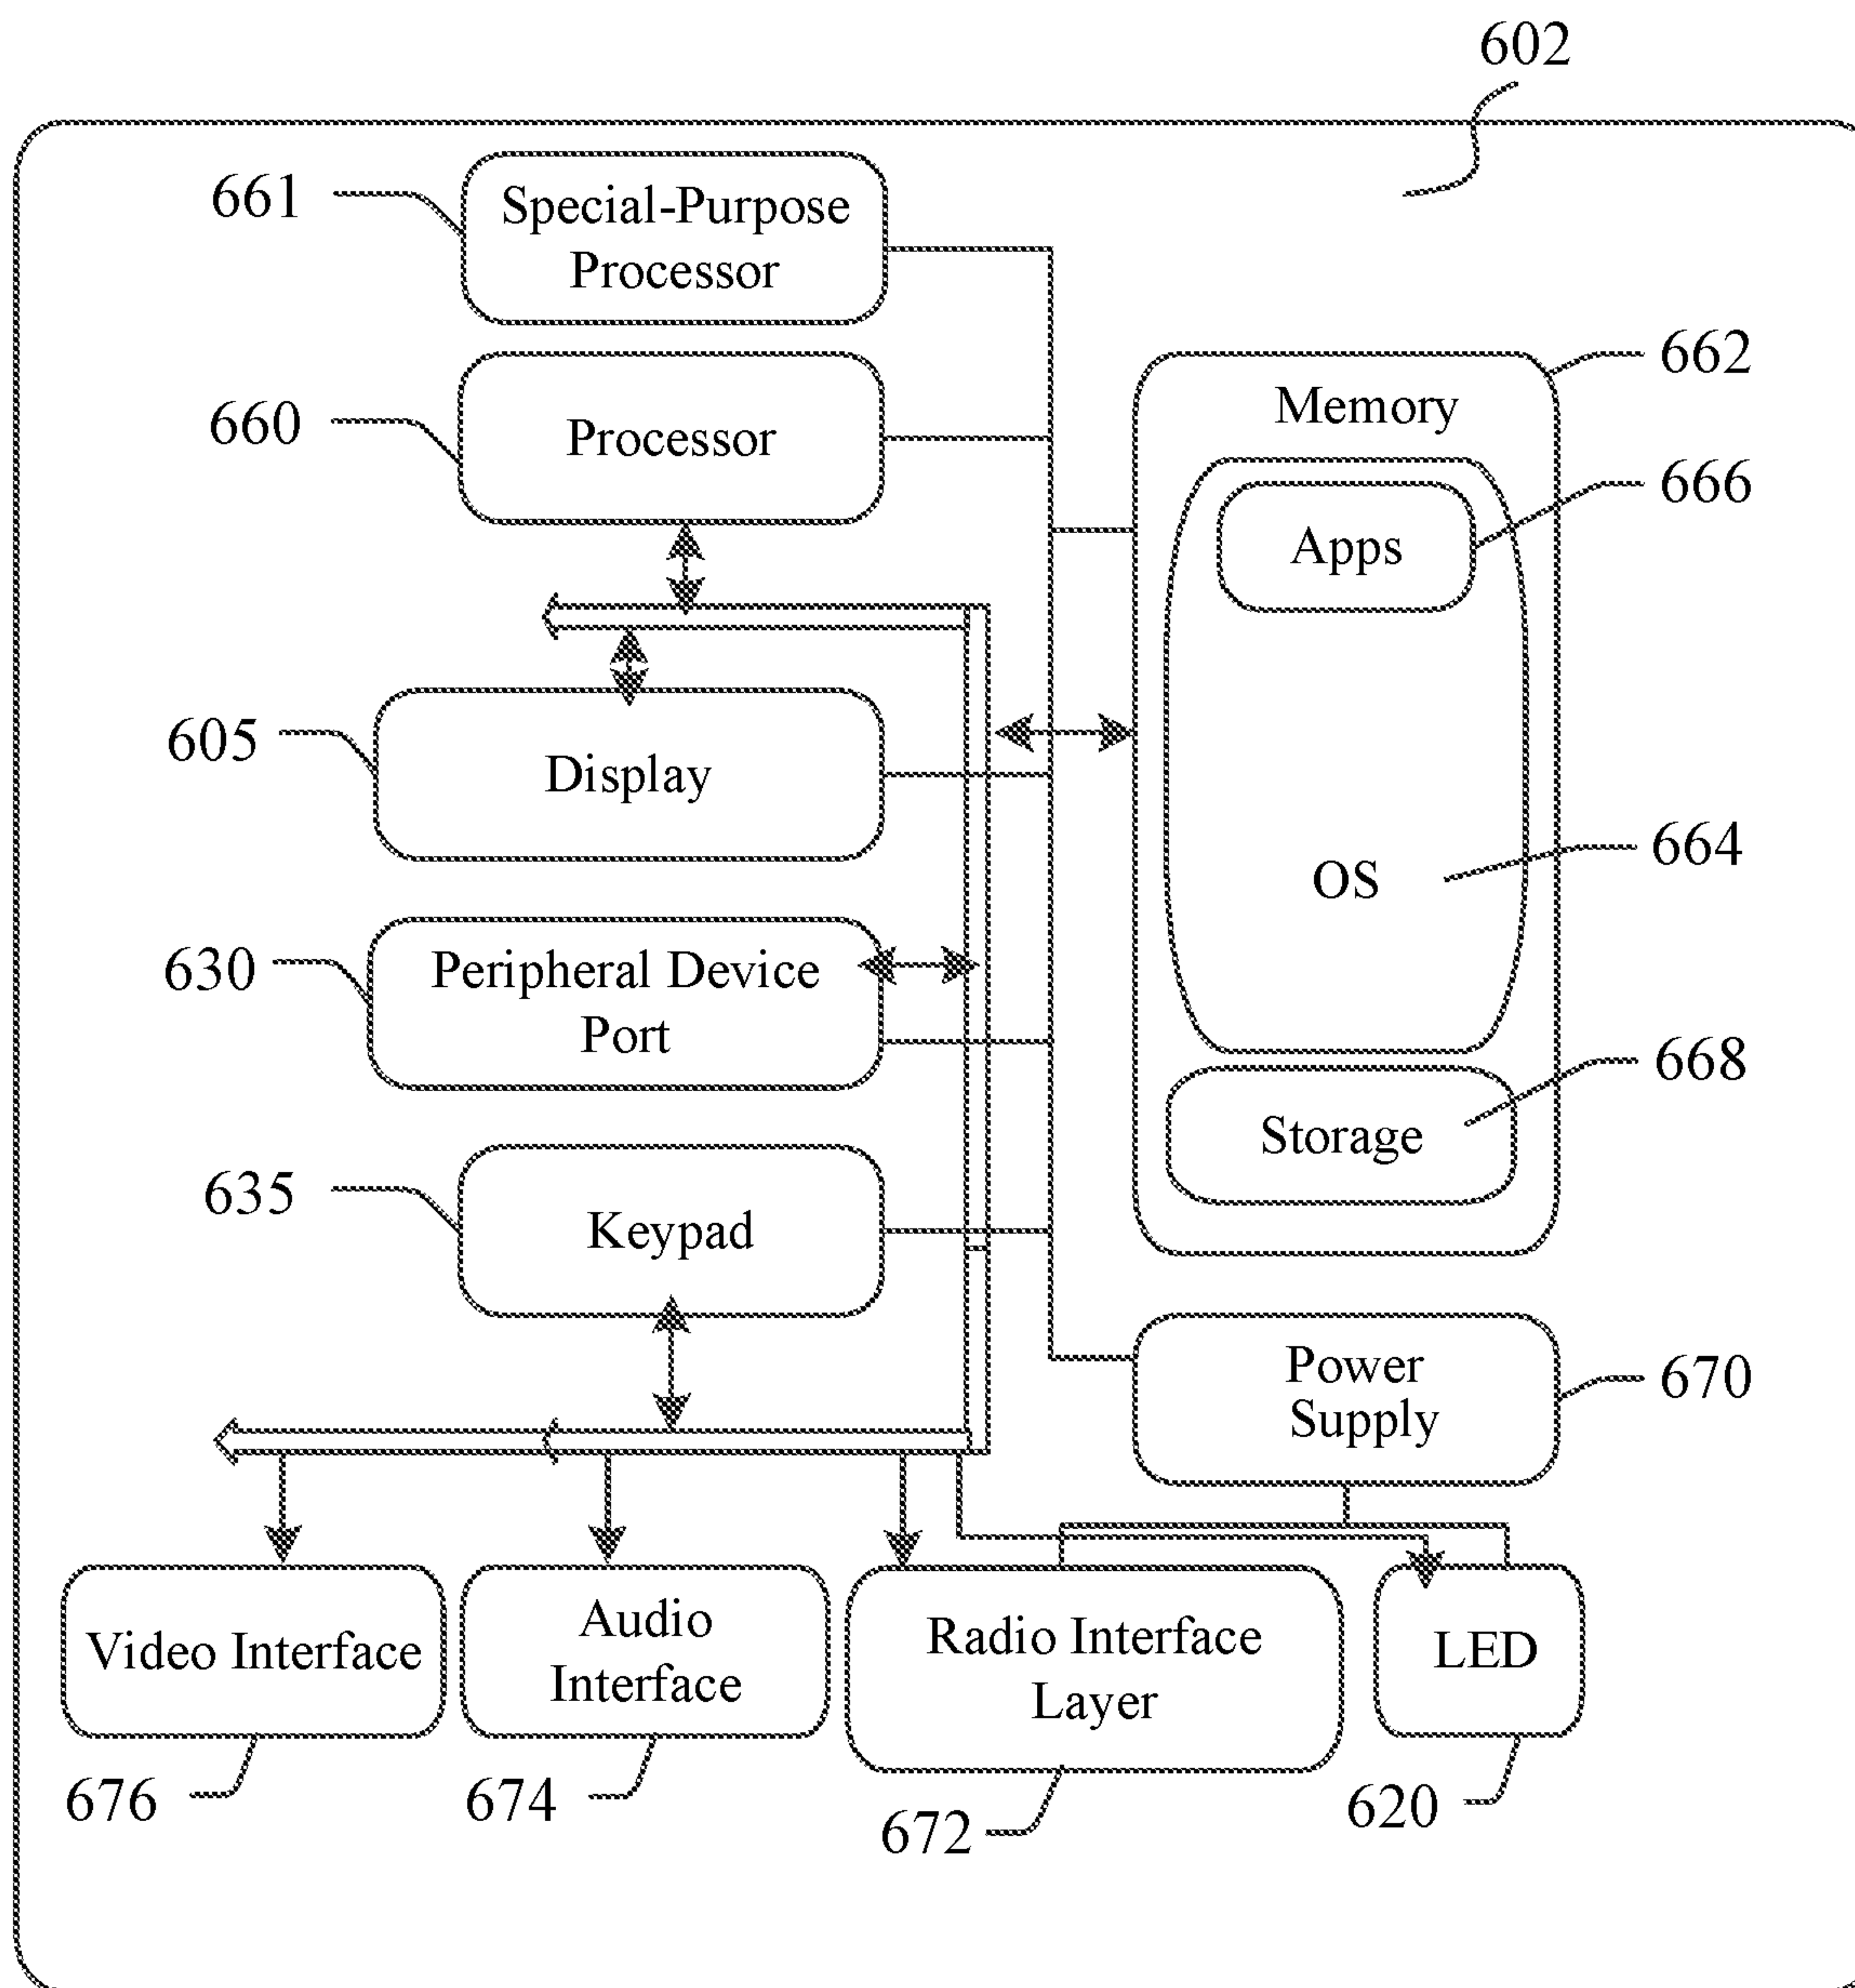 602
661
Special-Purpose
Processor
662
Memory
660
Processor
666
Apps
605
Display
664
OS
630
Peripheral Device
Port
668
Storage
635
Keypad
Power
Supply
670
Video Interface
Audio
Interface
Radio Interface
Layer
LED
676
674
672
620